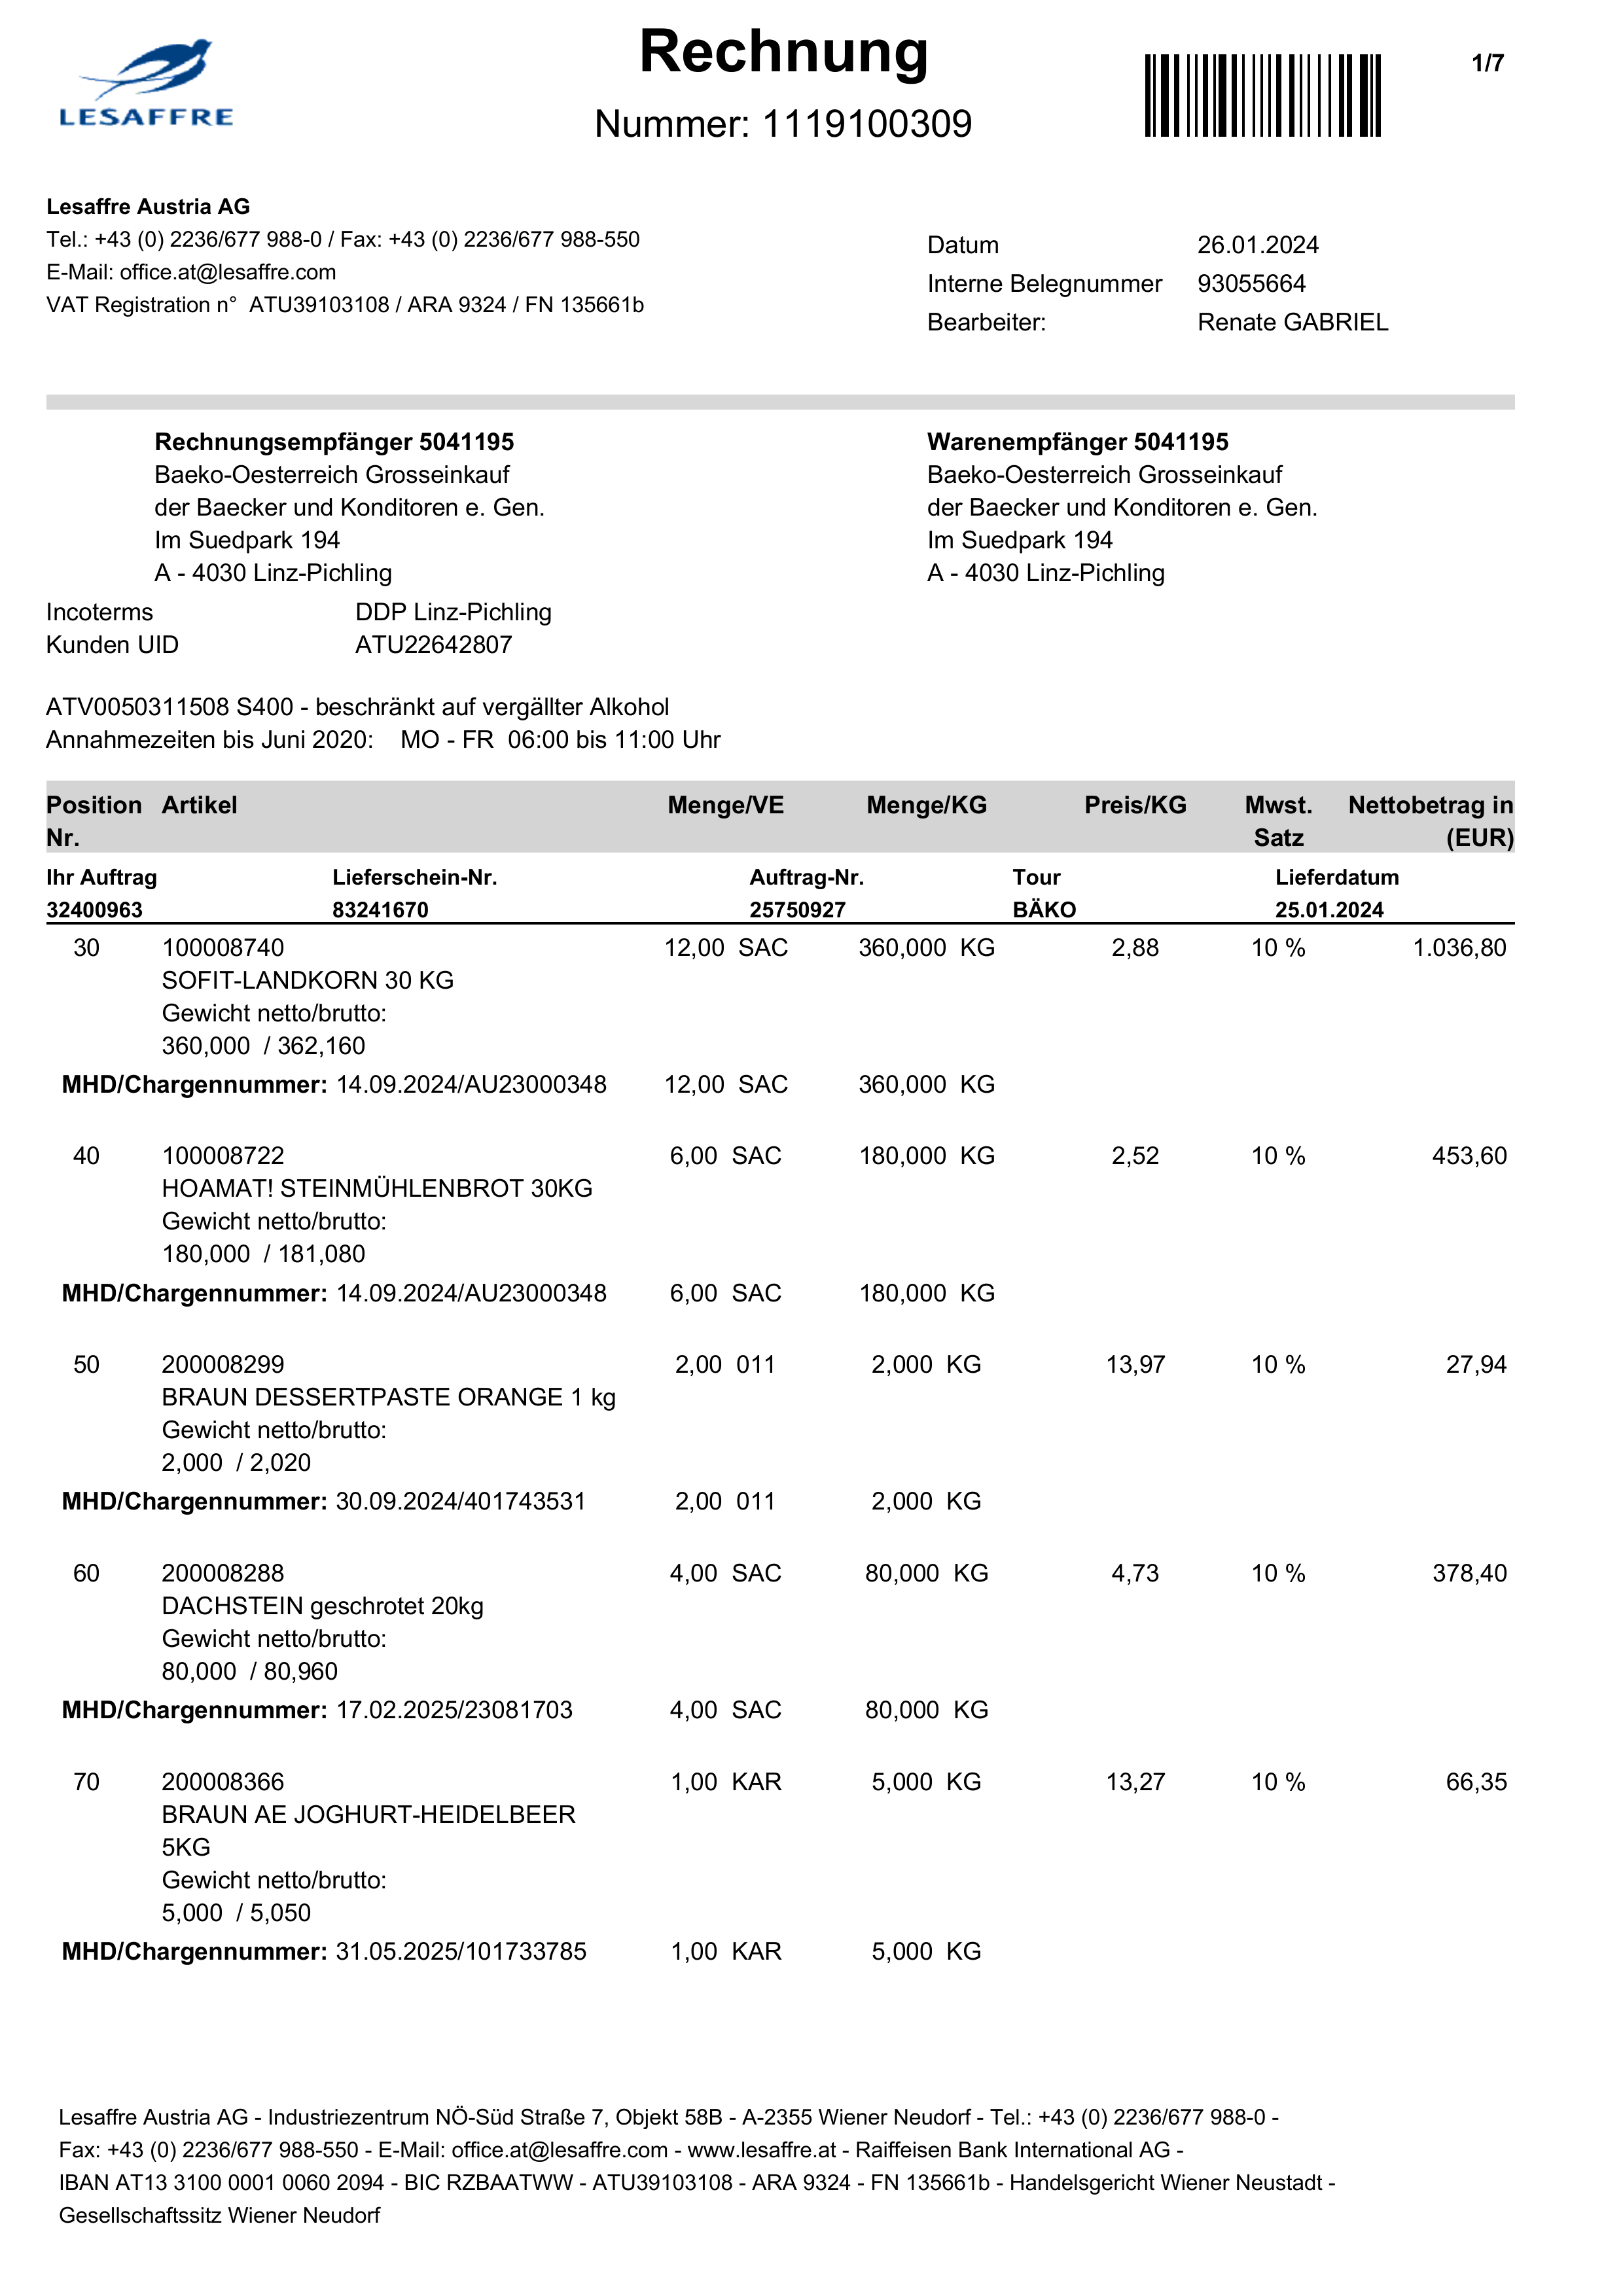 LESAFFRE
Rechnung
Nummer: 1119100309
1/7
Lesaffre Austria AG
Tel.: +43 (0) 2236/677 988-0 / Fax: +43 (0) 2236/677 988-550
E-Mail: office.at@lesaffre.com
VAT Registration n° ATU39103108 / ARA 9324 / FN 135661b
Datum 26.01.2024
Interne Belegnummer 93055664
Bearbeiter: Renate GABRIEL
Rechnungsempfänger 5041195
Baeko-Oesterreich Grosseinkauf
der Baecker und Konditoren e. Gen.
Im Suedpark 194
A - 4030 Linz-Pichling
Warenempfänger 5041195
Baeko-Oesterreich Grosseinkauf
der Baecker und Konditoren e. Gen.
Im Suedpark 194
A - 4030 Linz-Pichling
Incoterms DDP Linz-Pichling
Kunden UID ATU22642807
ATV0050311508 S400 - beschränkt auf vergällter Alkohol
Annahmezeiten bis Juni 2020: MO - FR 06:00 bis 11:00 Uhr
Position Artikel Menge/VE Menge/KG Preis/KG Mwst. Nettobetrag in
Nr. Satz (EUR)
Ihr Auftrag Lieferschein-Nr. Auftrag-Nr. Tour Lieferdatum
32400963 83241670 25750927 BÄKO 25.01.2024
30 100008740 12,00 SAC 360,000 KG 2,88 10 % 1.036,80
SOFIT-LANDKORN 30 KG
Gewicht netto/brutto:
360,000 / 362,160
MHD/Chargennummer: 14.09.2024/AU23000348 12,00 SAC 360,000 KG
40 100008722 6,00 SAC 180,000 KG 2,52 10 % 453,60
HOAMAT! STEINMÜHLENBROT 30KG
Gewicht netto/brutto:
180,000 / 181,080
MHD/Chargennummer: 14.09.2024/AU23000348 6,00 SAC 180,000 KG
50 200008299 2,00 011 2,000 KG 13,97 10 % 27,94
BRAUN DESSERTPASTE ORANGE 1 kg
Gewicht netto/brutto:
2,000 / 2,020
MHD/Chargennummer: 30.09.2024/401743531 2,00 011 2,000 KG
60 200008288 4,00 SAC 80,000 KG 4,73 10 % 378,40
DACHSTEIN geschrotet 20kg
Gewicht netto/brutto:
80,000 / 80,960
MHD/Chargennummer: 17.02.2025/23081703 4,00 SAC 80,000 KG
70 200008366 1,00 KAR 5,000 KG 13,27 10 % 66,35
BRAUN AE JOGHURT-HEIDELBEER
5KG
Gewicht netto/brutto:
5,000 / 5,050
MHD/Chargennummer: 31.05.2025/101733785 1,00 KAR 5,000 KG
Lesaffre Austria AG - Industriezentrum NÖ-Süd Straße 7, Objekt 58B - A-2355 Wiener Neudorf - Tel.: +43 (0) 2236/677 988-0 -
Fax: +43 (0) 2236/677 988-550 - E-Mail: office.at@lesaffre.com - www.lesaffre.at - Raiffeisen Bank International AG -
IBAN AT13 3100 0001 0060 2094 - BIC RZBAATWW - ATU39103108 - ARA 9324 - FN 135661b - Handelsgericht Wiener Neustadt -
Gesellschaftssitz Wiener Neudorf